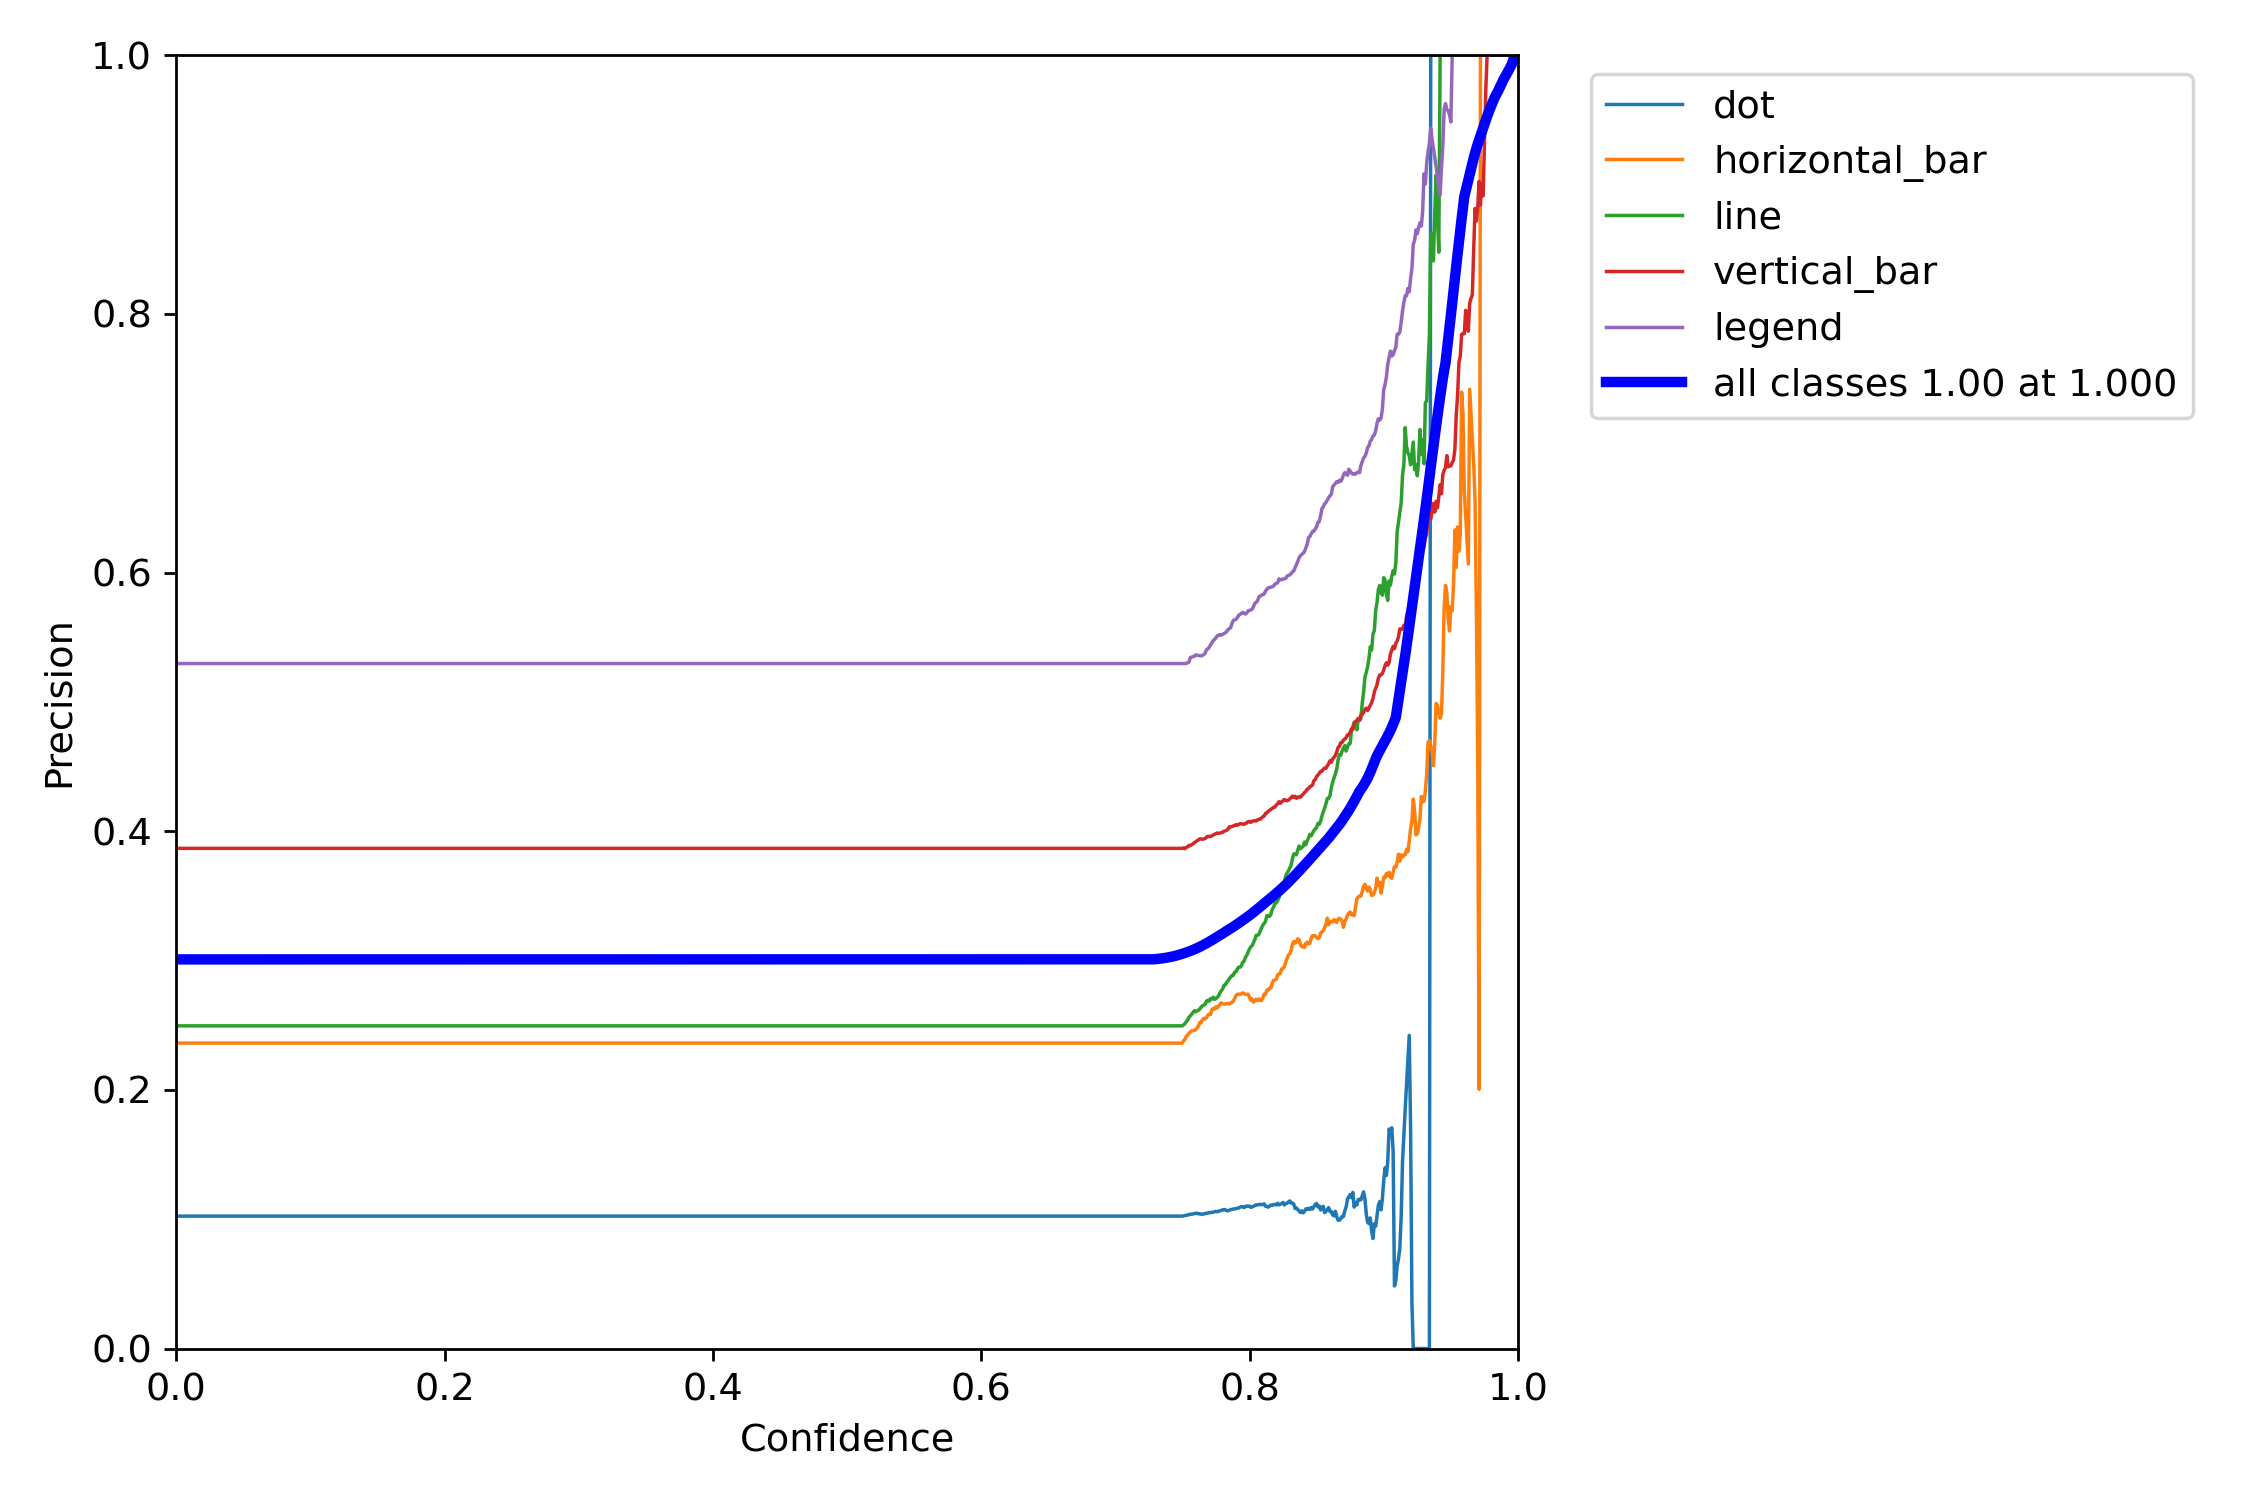 1.0
0.8
0.6
0.4
0.2
0.0
Precision
0.0 0.2 0.4 0.6 0.8 1.0
Confidence
dot
horizontal_bar
line
vertical_bar
legend
all classes 1.00 at 1.000